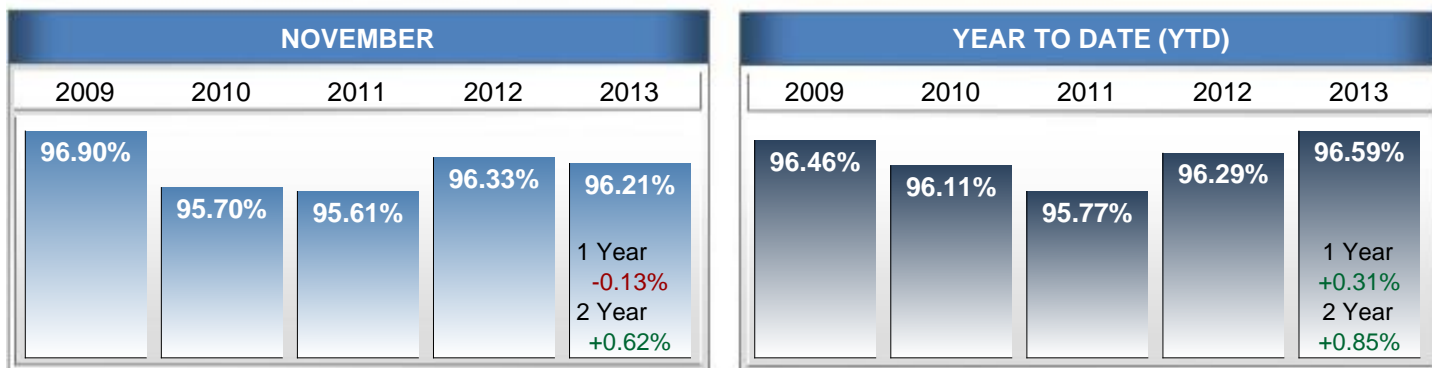 NOVEMBER
2009 2010 2011 2012 2013
96.90% 95.70% 95.61% 96.33% 96.21%
1 Year
-0.13%
2 Year
+0.62%
YEAR TO DATE (YTD)
2009 2010 2011 2012 2013
96.46% 96.11% 95.77% 96.29% 96.59%
1 Year
+0.31%
2 Year
+0.85%